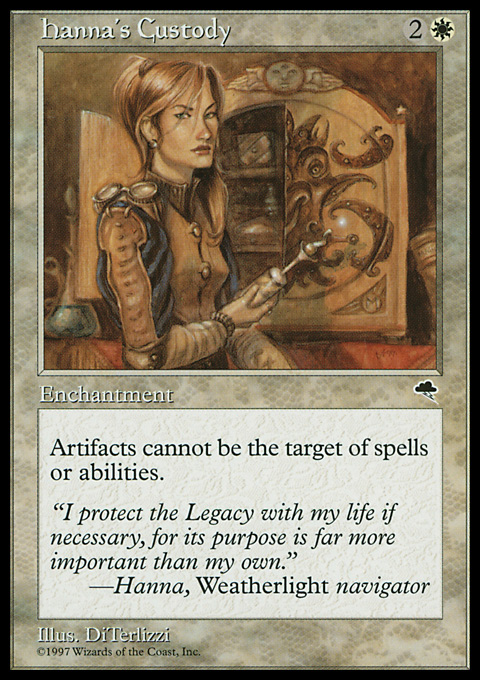 Hanna's Custody 2
Enchantment
Artifacts cannot be the target of spells
or abilities.
“I protect the Legacy with my life if
necessary, for its purpose is far more
important than my own.”
—Hanna, Weatherlight navigator
Illus. DiTerlizzi
©1997 Wizards of the Coast, Inc.